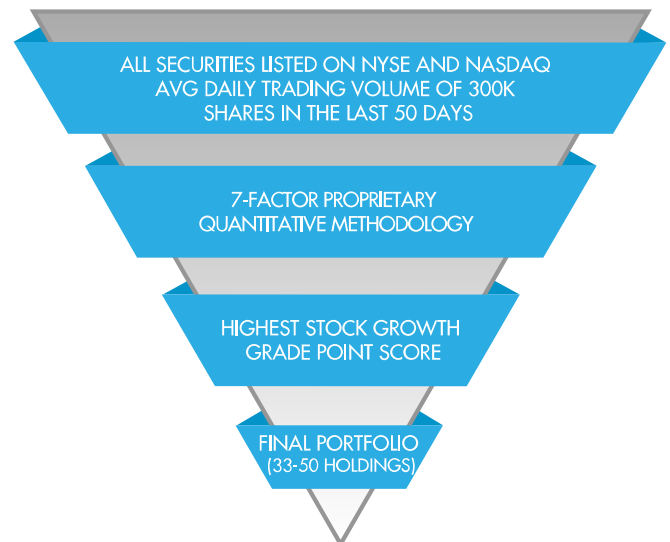 ALL SECURITIES LISTED ON NYSE AND NASDAQ
AVG DAILY TRADING VOLUME OF 300K
SHARES IN THE LAST 50 DAYS
7-FACTOR PROPRIETARY
QUANTITATIVE METHODOLOGY
HIGHEST STOCK GROWTH
GRADE POINT SCORE
FINAL PORTFOLIO
(33-50 HOLDINGS)